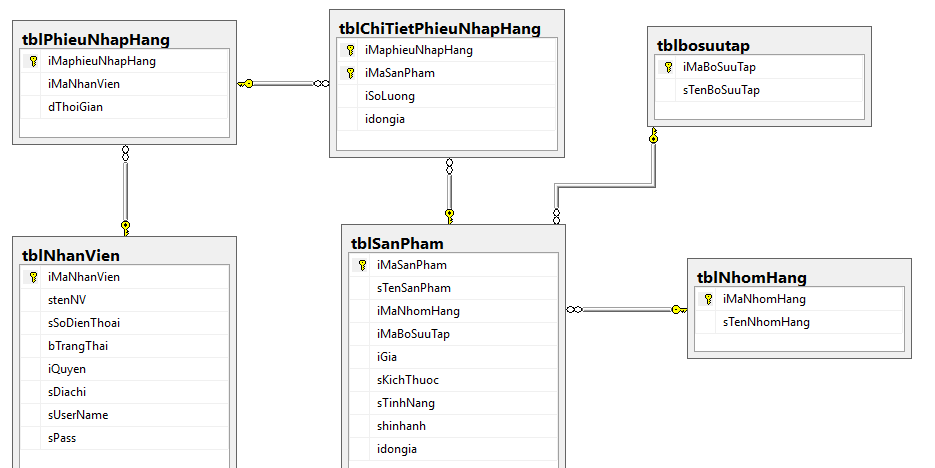 tblPhieuNhapHang
iMaphieuNhapHang
iMaNhanVien
dThoiGian
tblChiTietPhieuNhapHang
iMaphieuNhapHang
iMaSanPham
iSoLuong
idongia
tblbosuutap
iMaBoSuuTap
sTenBoSuuTap
tblNhanVien
iMaNhanVien
stenNV
sSoDienThoai
bTrangThai
iQuyen
sDiachi
sUserName
sPass
tblSanPham
iMaSanPham
sTenSanPham
iMaNhomHang
iMaBoSuuTap
iGia
sKichThuoc
sTinhNang
shinhanh
idongia
tblNhomHang
iMaNhomHang
sTenNhomHang